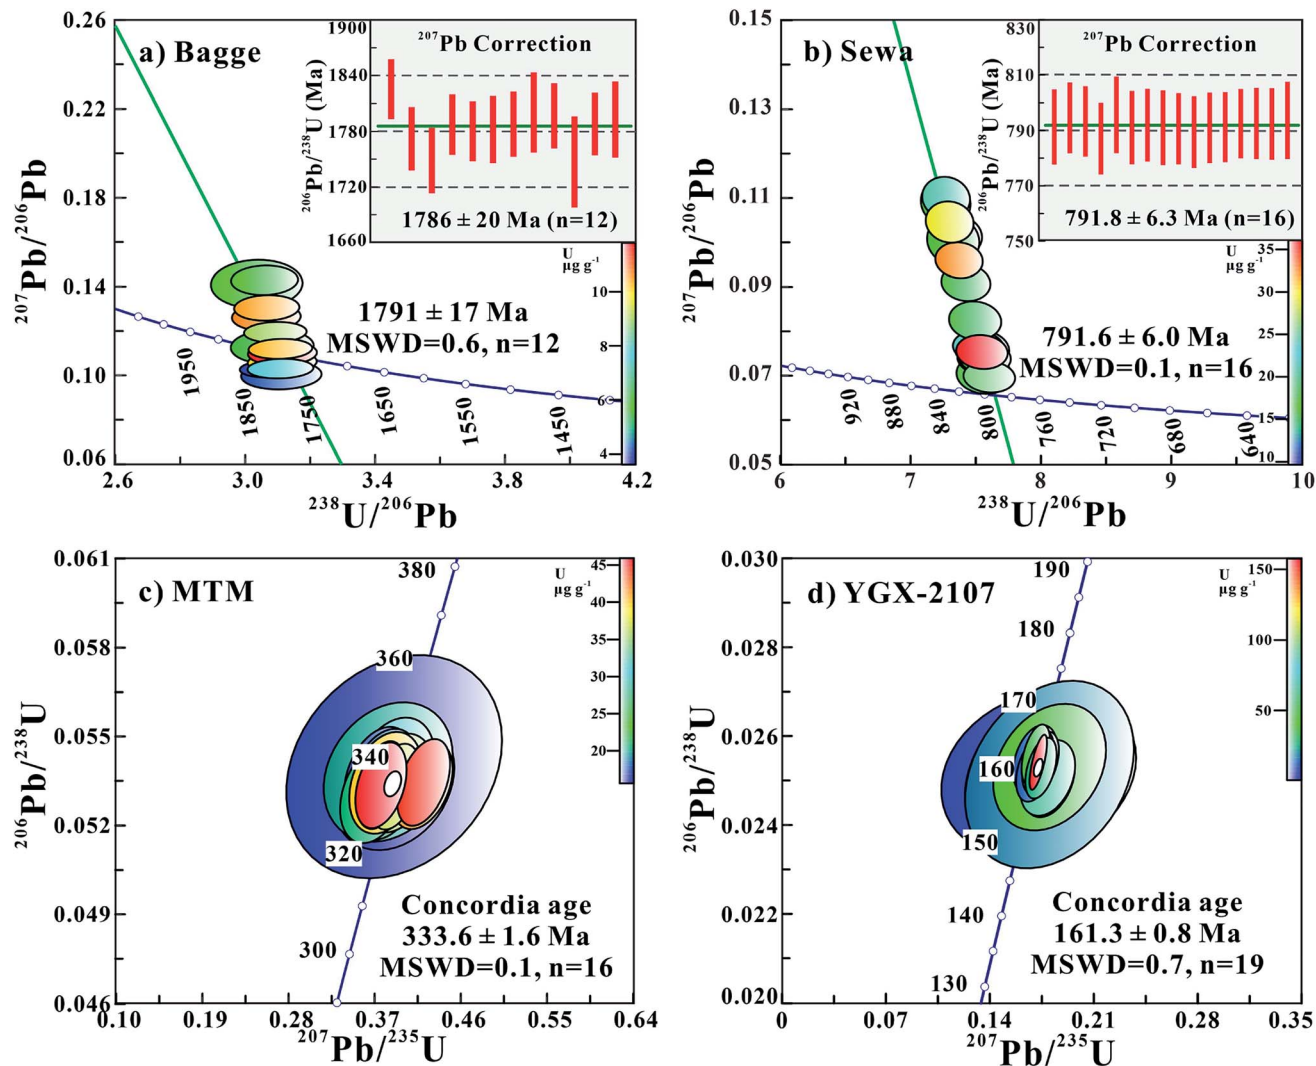 a) Bagge
0.26
0.22
0.18
0.14
0.10
0.06
²⁰⁷Pb/²⁰⁶Pb
2.6
3.0
3.4
3.8
4.2
²³⁸U/²⁰⁶Pb
1950
1850
1750
1650
1550
1450
1791 ± 17 Ma
MSWD=0.6, n=12
²⁰⁷Pb Correction
1900
1840
1780
1720
1660
²⁰⁶Pb/²³⁸U (Ma)
1786 ± 20 Ma (n=12)
U
µg g⁻¹
10
8
6
4
b) Sewa
0.15
0.13
0.11
0.09
0.07
0.05
²⁰⁷Pb/²⁰⁶Pb
6
7
8
9
10
²³⁸U/²⁰⁶Pb
920
880
840
800
760
720
680
640
791.6 ± 6.0 Ma
MSWD=0.1, n=16
²⁰⁷Pb Correction
830
810
790
770
750
²⁰⁶Pb/²³⁸U (Ma)
791.8 ± 6.3 Ma (n=16)
U
µg g⁻¹
35
30
25
20
15
10
c) MTM
0.061
0.058
0.055
0.052
0.049
0.046
²⁰⁶Pb/²³⁸U
0.10
0.19
0.28
0.37
0.46
0.55
0.64
²⁰⁷Pb/²³⁵U
380
360
340
320
300
Concordia age
333.6 ± 1.6 Ma
MSWD=0.1, n=16
U
µg g⁻¹
45
40
35
30
25
20
d) YGX-2107
0.030
0.028
0.026
0.024
0.022
0.020
²⁰⁶Pb/²³⁸U
0
0.07
0.14
0.21
0.28
0.35
²⁰⁷Pb/²³⁵U
190
180
170
160
150
140
130
Concordia age
161.3 ± 0.8 Ma
MSWD=0.7, n=19
U
µg g⁻¹
150
100
50